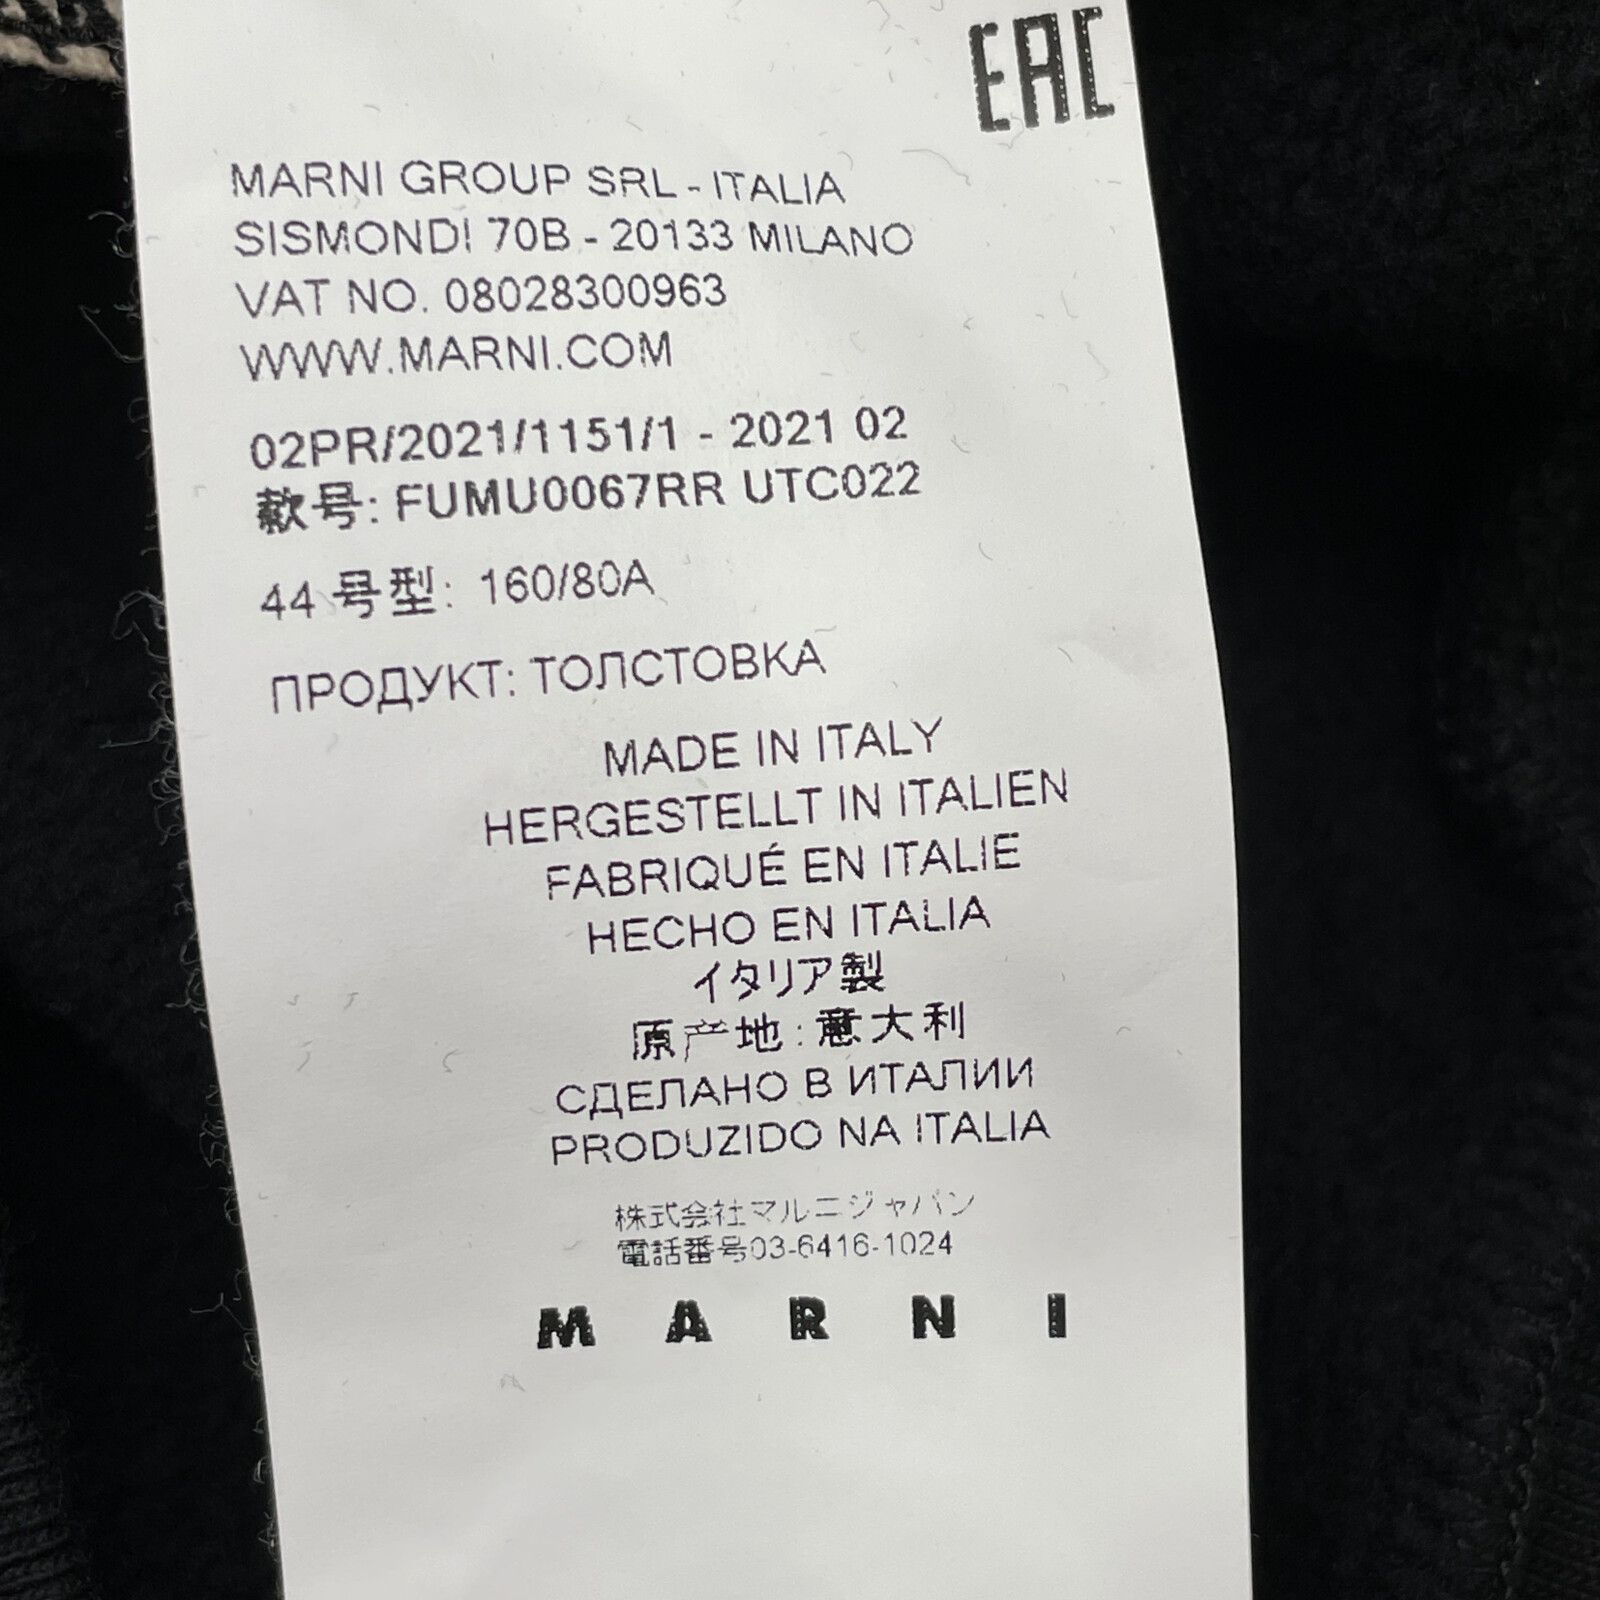 EAC
MARNI GROUP SRL - ITALIA
SISMONDI 70B - 20133 MILANO
VAT NO. 08028300963
WWW.MARNI.COM
02PR/2021/1151/1 - 2021 02
款号: FUMU0067RR UTC022
44 号型: 160/80A
ПРОДУКТ: ТОЛСТОВКА
MADE IN ITALY
HERGESTELLT IN ITALIEN
FABRIQUÉ EN ITALIE
HECHO EN ITALIA
イタリア製
原产地: 意大利
СДЕЛАНО В ИТАЛИИ
PRODUZIDO NA ITALIA
株式会社マルニジャパン
電話番号03-6416-1024
MARNI